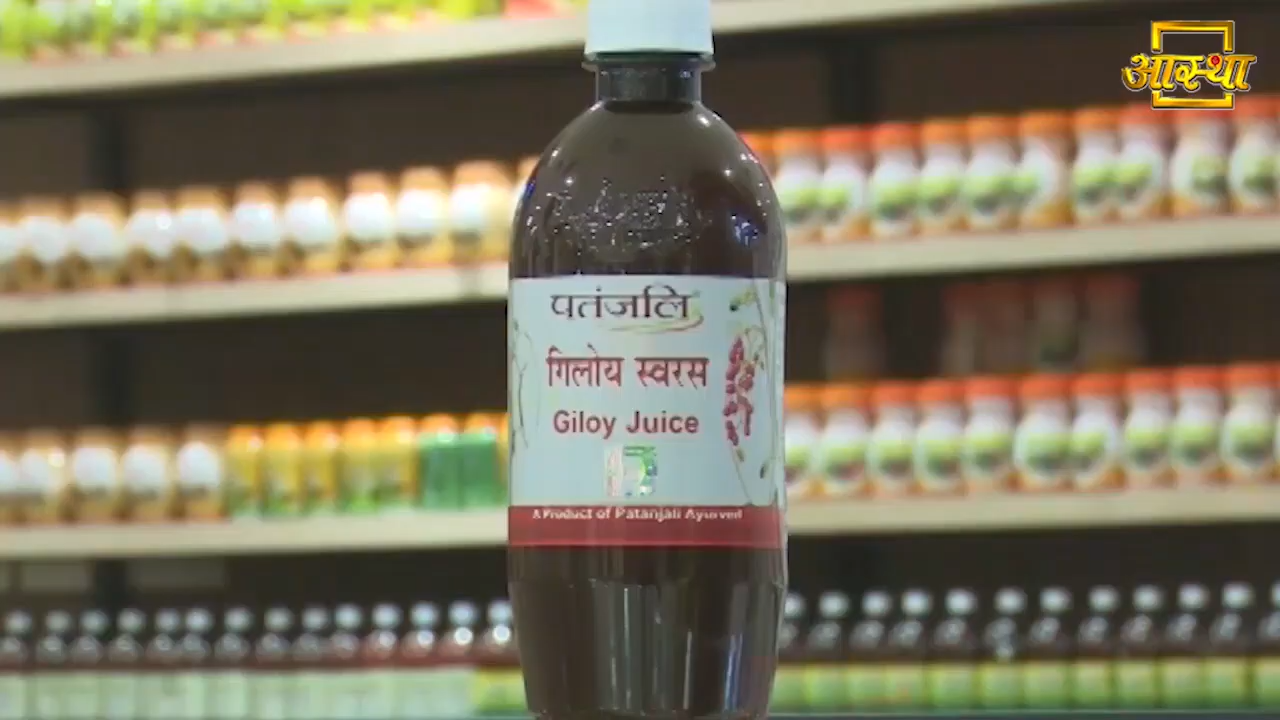 आस्था
पतंजलि
गिलोय स्वरस
Giloy Juice
A Product of Patanjali Ayurved